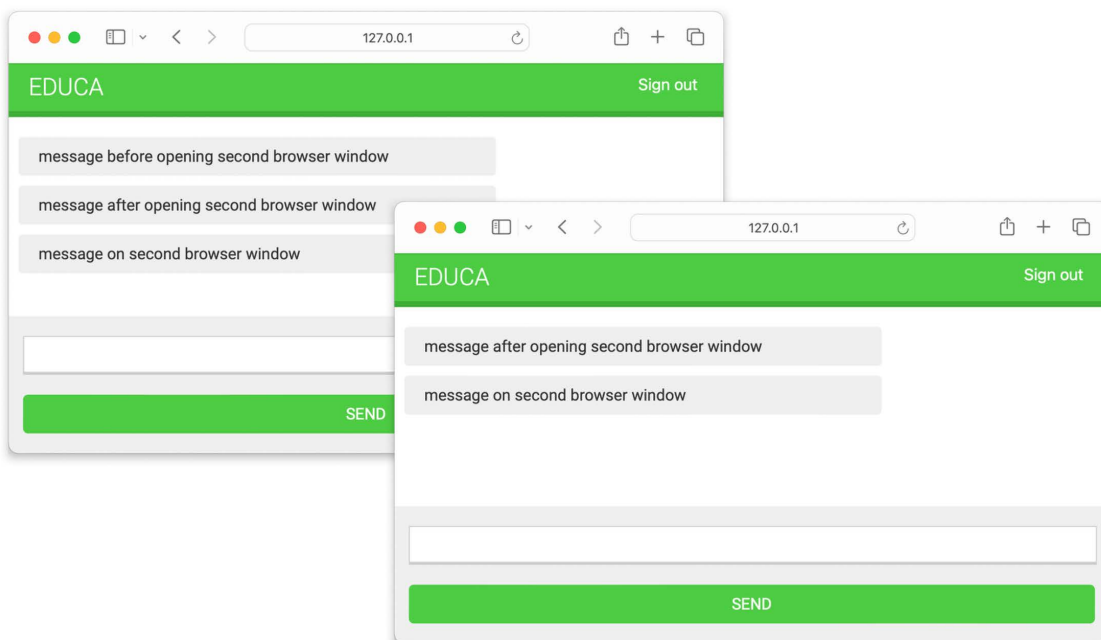 127.0.0.1
EDUCA
Sign out
message before opening second browser window
message after opening second browser window
message on second browser window
SEND
127.0.0.1
EDUCA
Sign out
message after opening second browser window
message on second browser window
SEND